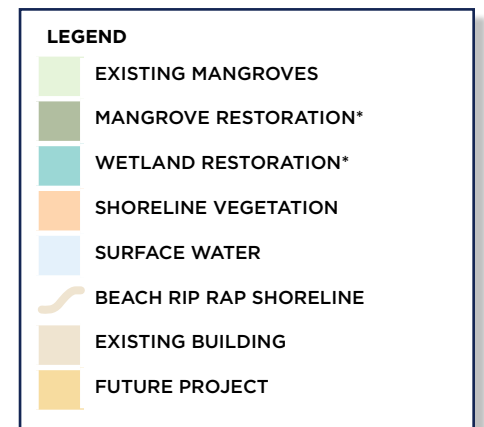 LEGEND
EXISTING MANGROVES
MANGROVE RESTORATION*
WETLAND RESTORATION*
SHORELINE VEGETATION
SURFACE WATER
BEACH RIP RAP SHORELINE
EXISTING BUILDING
FUTURE PROJECT